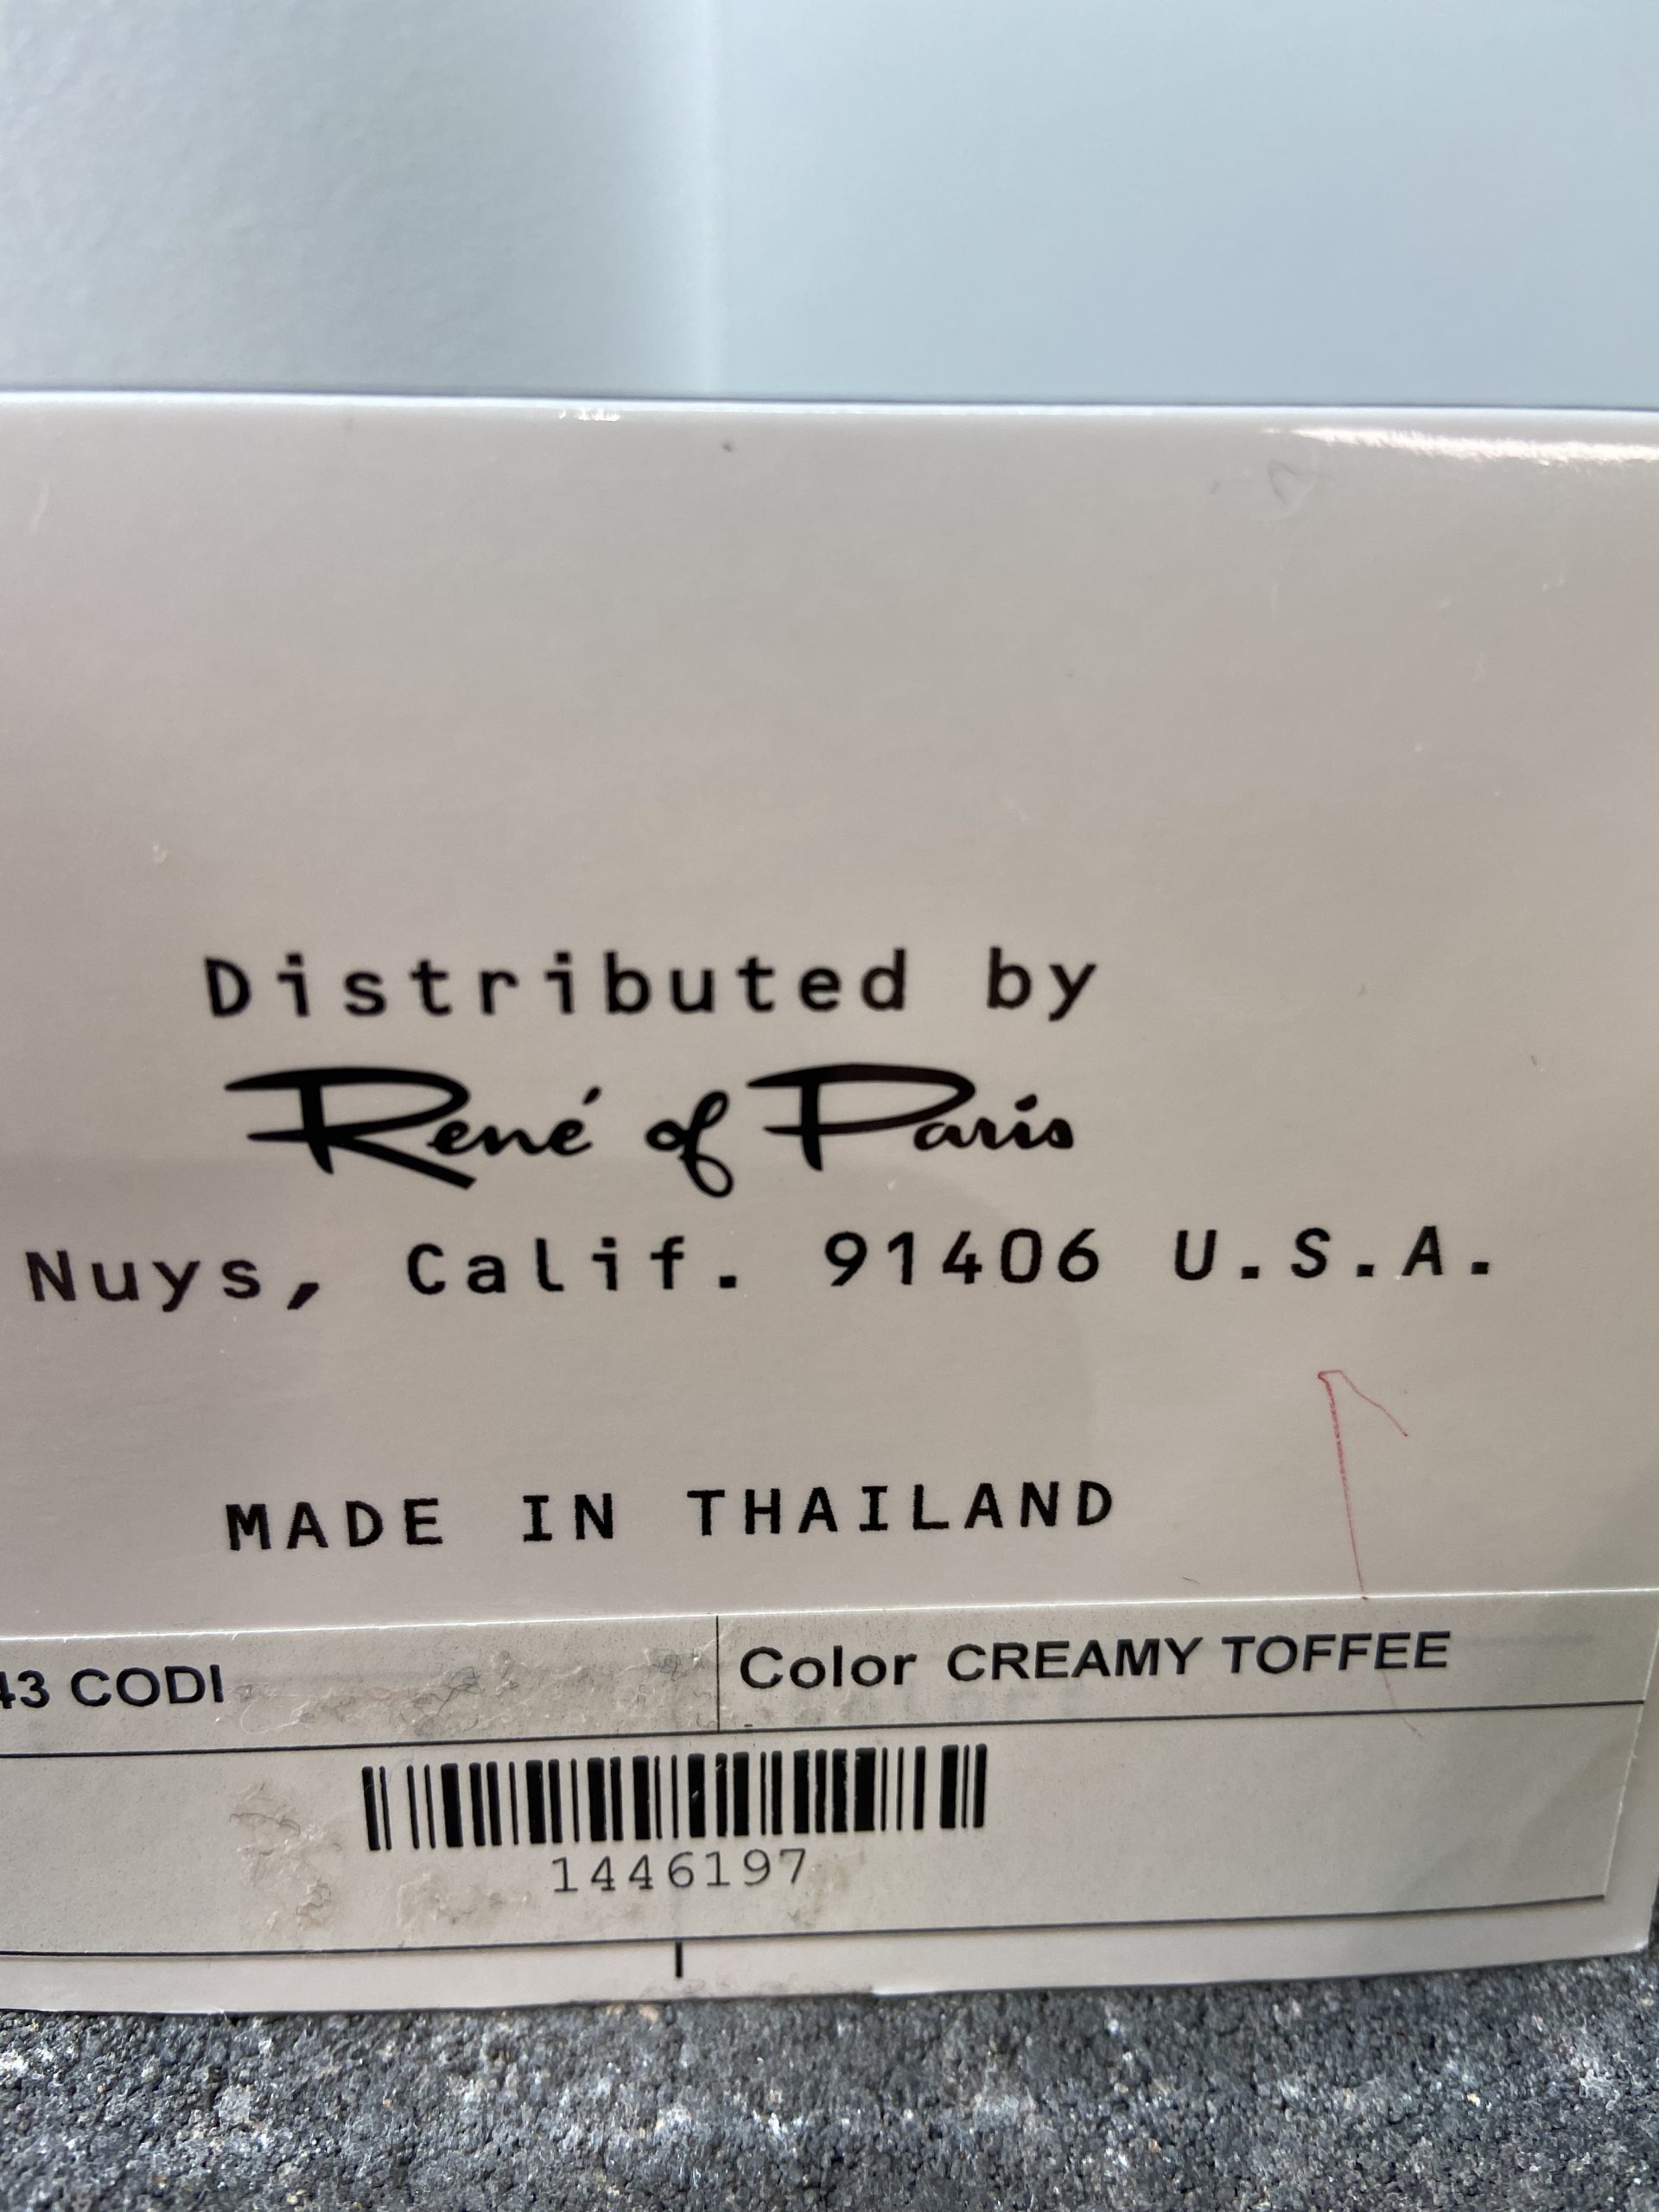 Distributed by
René of Paris
Nuys, Calif. 91406 U.S.A.
MADE IN THAILAND
43 CODI
Color CREAMY TOFFEE
1446197